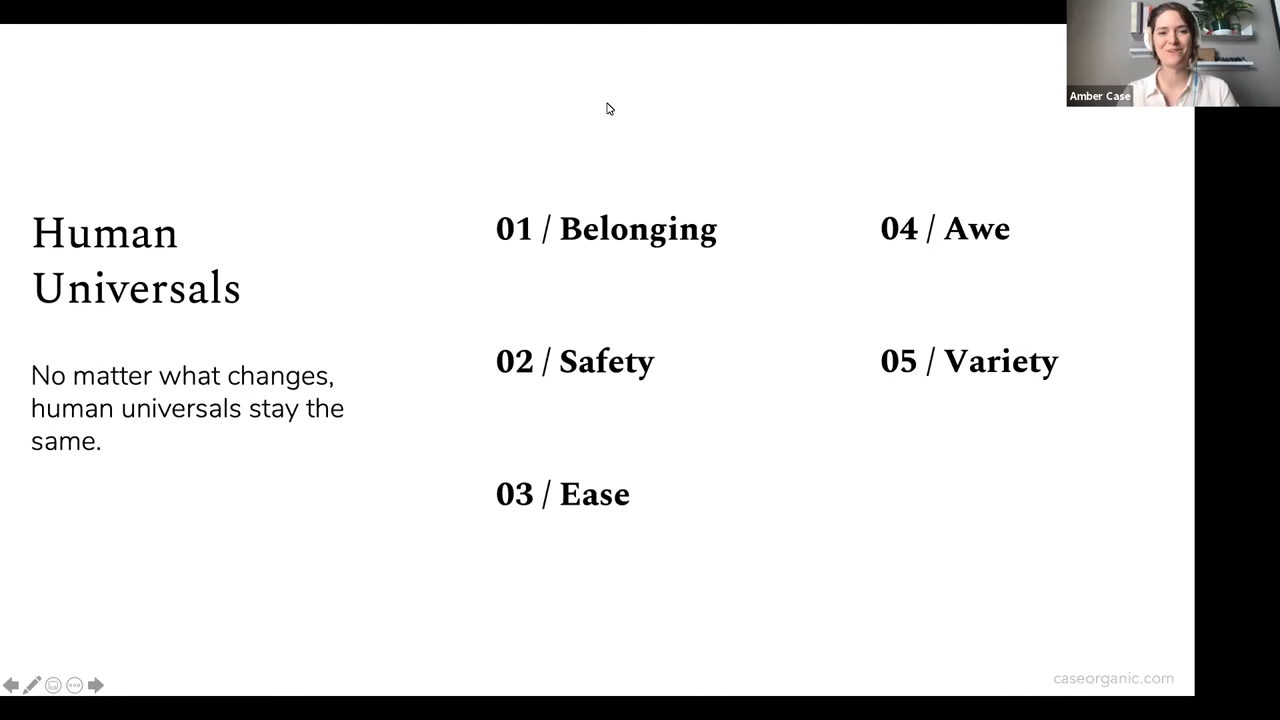 Amber Case
Human
Universals
No matter what changes,
human universals stay the
same.
01 / Belonging
02 / Safety
03 / Ease
04 / Awe
05 / Variety
caseorganic.com